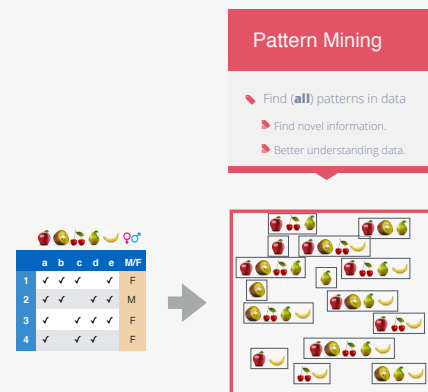 Pattern Mining
Find (all) patterns in data
Find novel information.
Better understanding data.
♀♂
a b c d e M/F
1 ✓ ✓ ✓ ✓ F
2 ✓ ✓ ✓ ✓ M
3 ✓ ✓ ✓ ✓ F
4 ✓ ✓ ✓ F